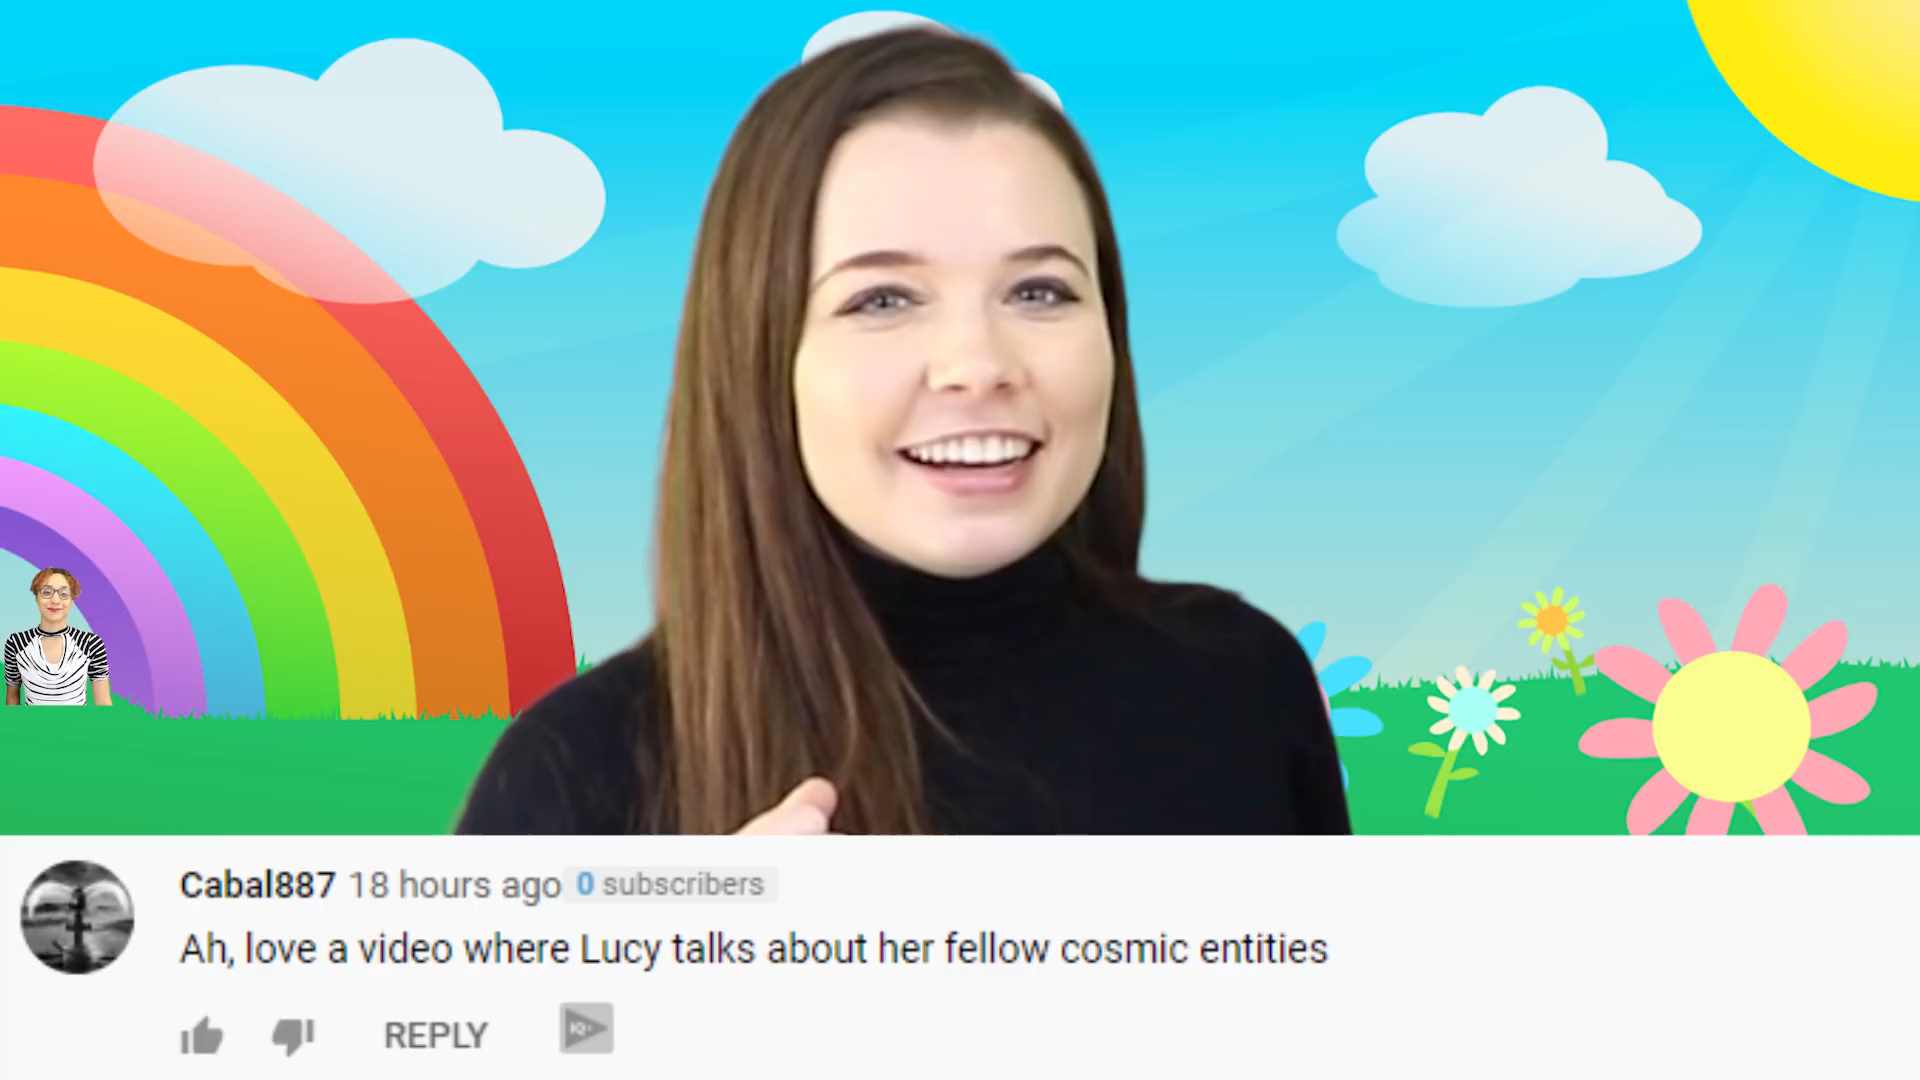 Cabal887 18 hours ago 0 subscribers
Ah, love a video where Lucy talks about her fellow cosmic entities
REPLY